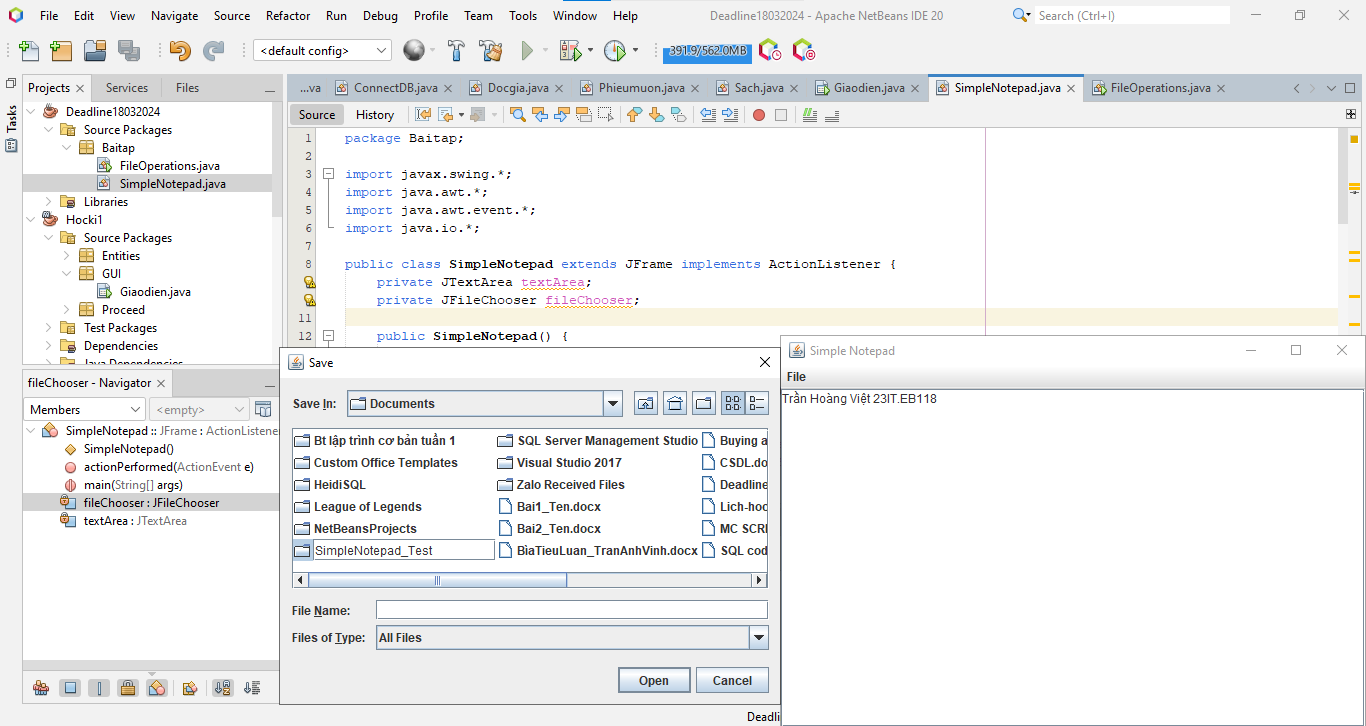 File Edit View Navigate Source Refactor Run Debug Profile Team Tools Window Help
Deadline18032024 - Apache NetBeans IDE 20
Search (Ctrl+I)
<default config>
391.9/562.0MB
Projects Services Files
Tasks
Deadline18032024
Source Packages
Baitap
FileOperations.java
SimpleNotepad.java
Libraries
Hocki1
Source Packages
Entities
GUI
Giaodien.java
Proceed
Test Packages
Dependencies
Java Dependencies
...va ConnectDB.java Docgia.java Phieumuon.java Sach.java Giaodien.java SimpleNotepad.java FileOperations.java
Source History
1 package Baitap;
2
3 import javax.swing.*;
4 import java.awt.*;
5 import java.awt.event.*;
6 import java.io.*;
7
8 public class SimpleNotepad extends JFrame implements ActionListener {
private JTextArea textArea;
private JFileChooser fileChooser;
11
12 public SimpleNotepad() {
fileChooser - Navigator
Members <empty>
SimpleNotepad :: JFrame : ActionListene
SimpleNotepad()
actionPerformed(ActionEvent e)
main(String[] args)
fileChooser : JFileChooser
textArea : JTextArea
Save
Save In: Documents
Bt lập trình cơ bản tuần 1
Custom Office Templates
HeidiSQL
League of Legends
NetBeansProjects
SimpleNotepad_Test
SQL Server Management Studio
Visual Studio 2017
Zalo Received Files
Bai1_Ten.docx
Bai2_Ten.docx
BìaTieuLuan_TranAnhVinh.docx
Buying a
CSDL.do
Deadline
Lich-hoc
MC SCRI
SQL cod
File Name:
Files of Type: All Files
Open Cancel
Simple Notepad
File
Trần Hoàng Việt 23IT.EB118
Deadli